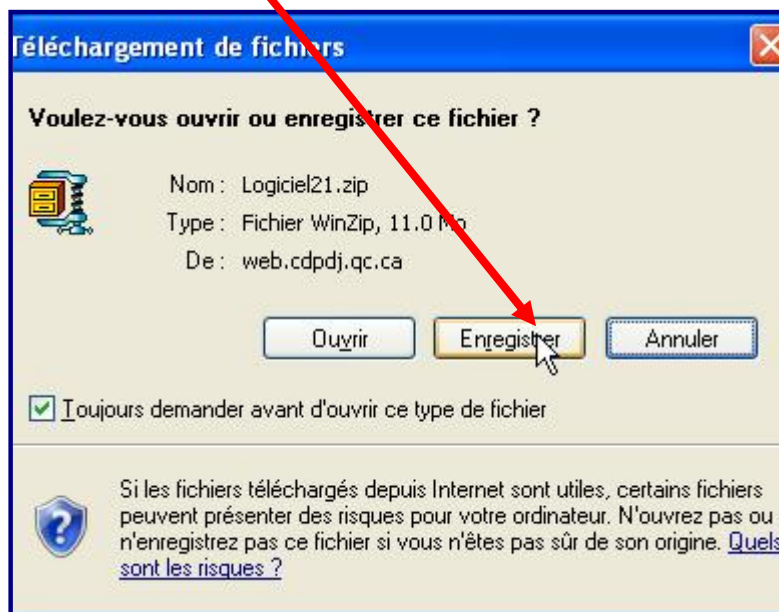 Téléchargement de fichiers
Voulez-vous ouvrir ou enregistrer ce fichier ?
Nom : Logiciel21.zip
Type : Fichier WinZip, 11.0 Mo
De : web.cdpdj.qc.ca
Ouvrir Enregistrer Annuler
Toujours demander avant d'ouvrir ce type de fichier
Si les fichiers téléchargés depuis Internet sont utiles, certains fichiers
peuvent présenter des risques pour votre ordinateur. N'ouvrez pas ou
n'enregistrez pas ce fichier si vous n'êtes pas sûr de son origine. Quels
sont les risques ?